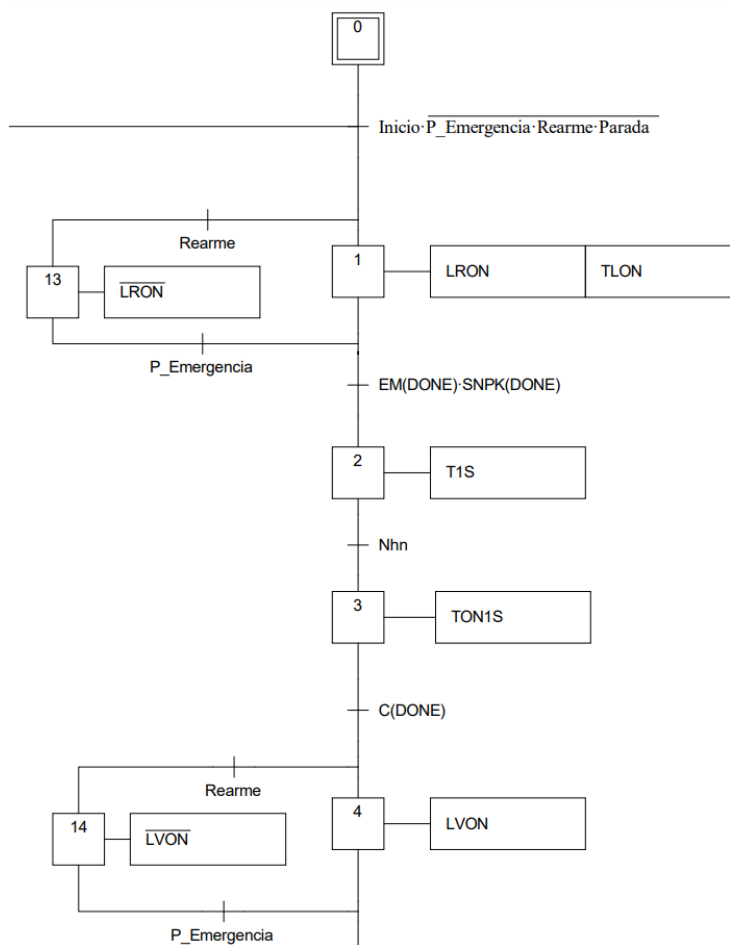 0
Inicio·P_Emergencia·Rearme·Parada
Rearme
13
LRON
1
LRON
TLON
P_Emergencia
EM(DONE)·SNPK(DONE)
2
T1S
Nhn
3
TON1S
C(DONE)
Rearme
14
LVON
4
LVON
P_Emergencia